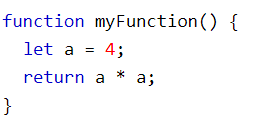 function myFunction() {
  let a = 4;
  return a * a;
}